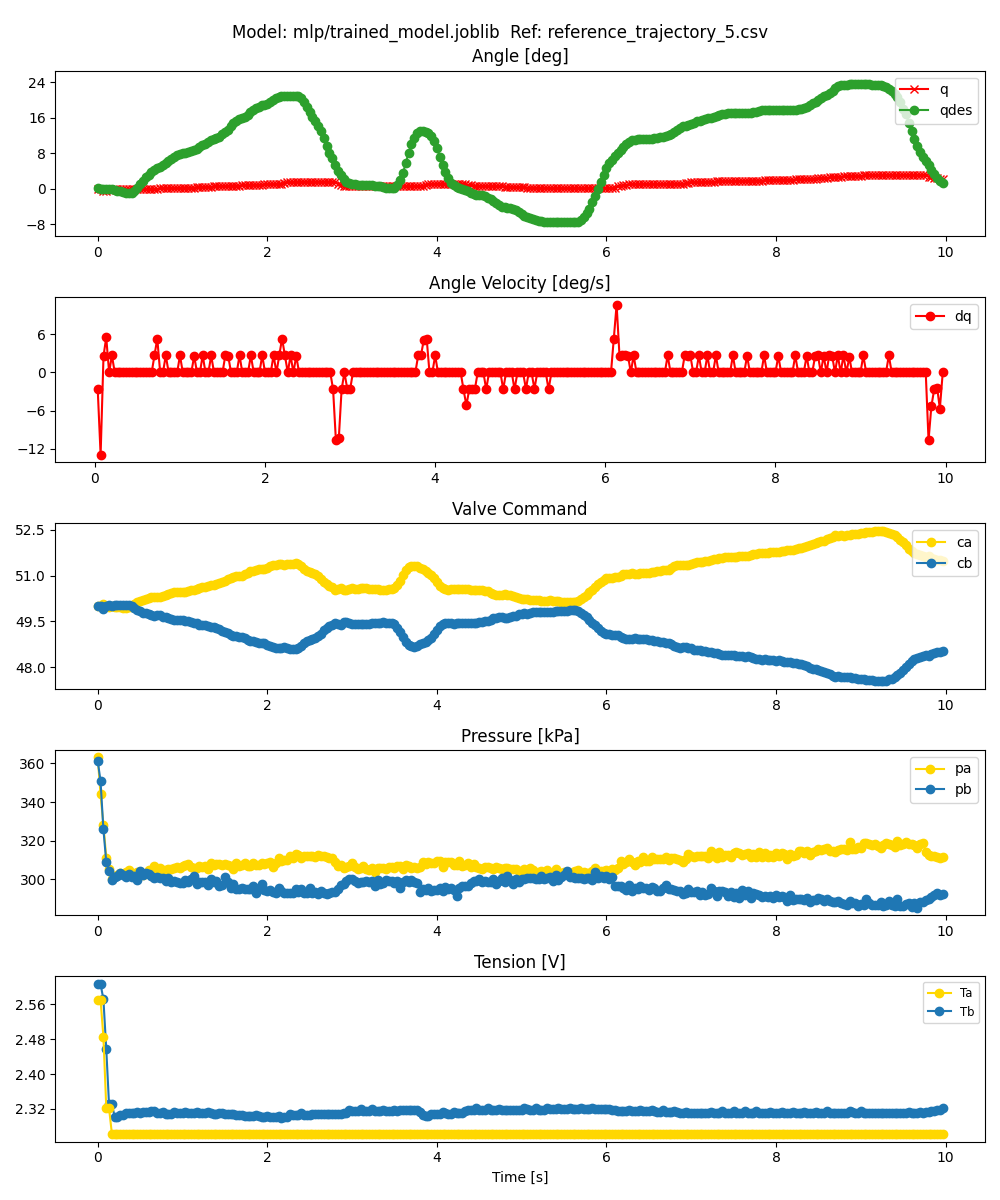 Model: mlp/trained_model.joblib  Ref: reference_trajectory_5.csv
Angle [deg]
24
16
8
0
−8
q
qdes
0 2 4 6 8 10
Angle Velocity [deg/s]
6
0
−6
−12
dq
0 2 4 6 8 10
Valve Command
52.5
51.0
49.5
48.0
ca
cb
0 2 4 6 8 10
Pressure [kPa]
360
340
320
300
pa
pb
0 2 4 6 8 10
Tension [V]
2.56
2.48
2.40
2.32
Ta
Tb
0 2 4 6 8 10
Time [s]